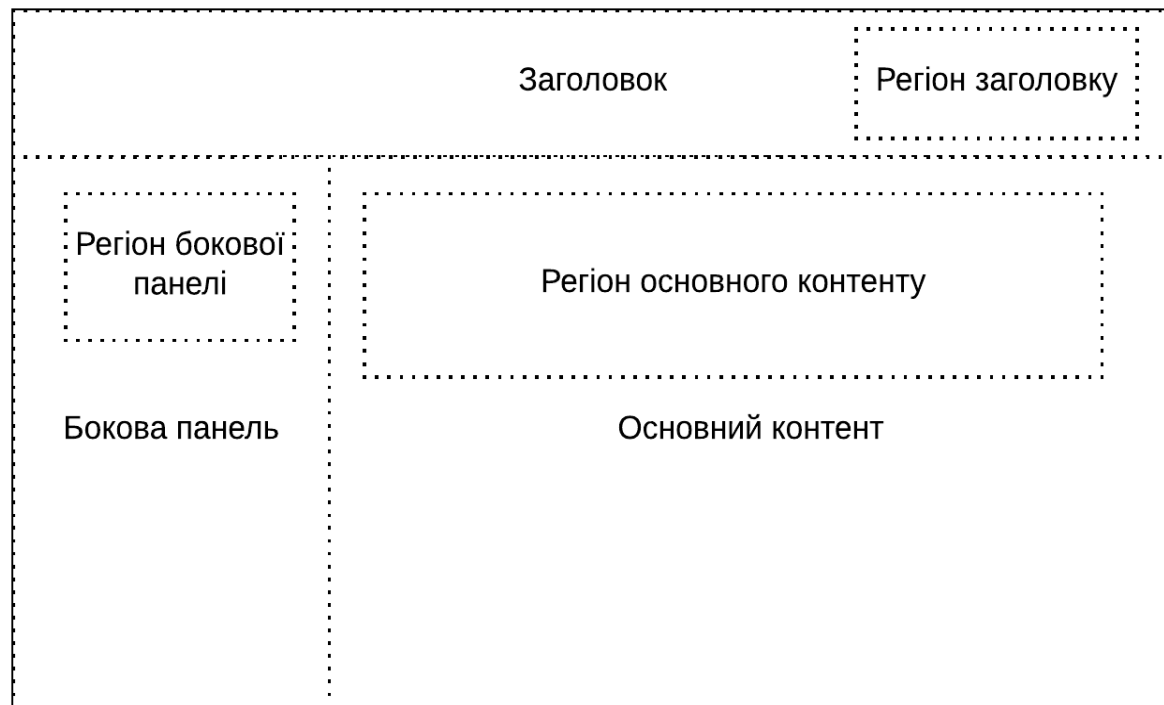 Заголовок
Регіон заголовку
Регіон бокової
панелі
Регіон основного контенту
Бокова панель
Основний контент